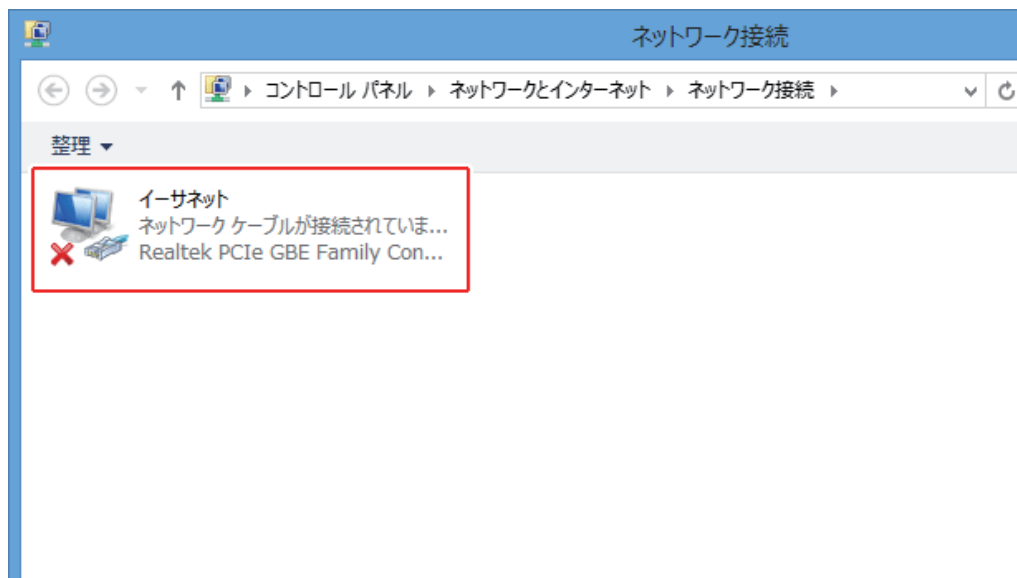 ネットワーク接続
コントロール パネル ネットワークとインターネット ネットワーク接続
整理
イーサネット
ネットワーク ケーブルが接続されていま...
Realtek PCIe GBE Family Con...